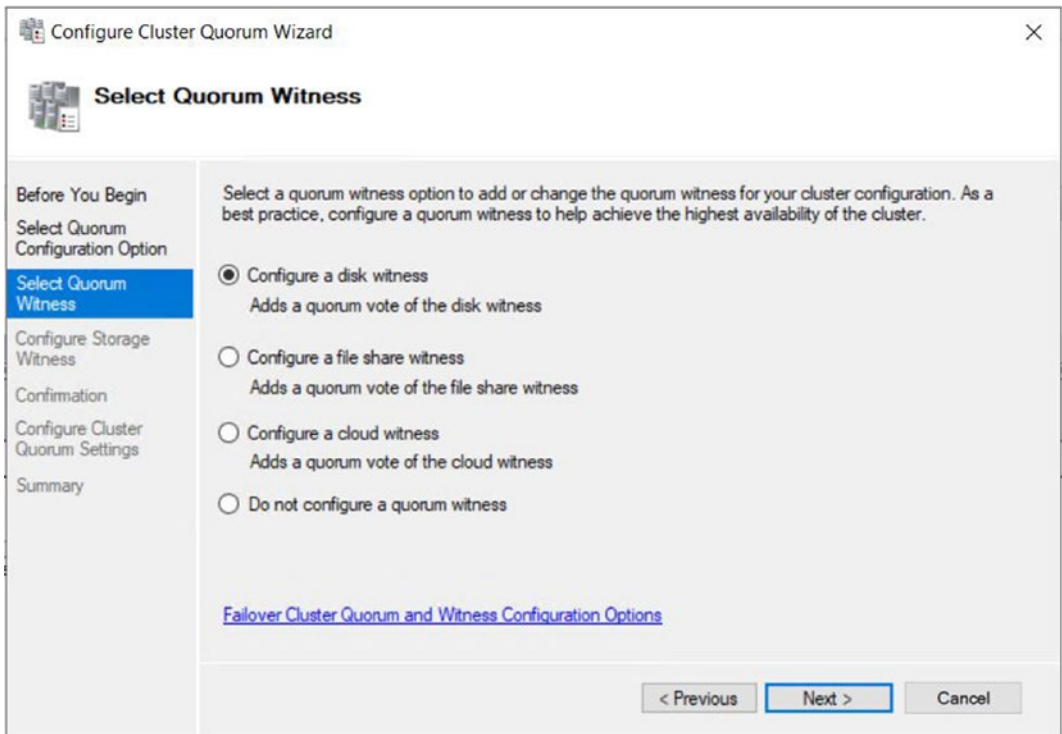 Configure Cluster Quorum Wizard
Select Quorum Witness
Before You Begin
Select Quorum
Configuration Option
Select Quorum
Witness
Configure Storage
Witness
Confirmation
Configure Cluster
Quorum Settings
Summary
Select a quorum witness option to add or change the quorum witness for your cluster configuration. As a
best practice, configure a quorum witness to help achieve the highest availability of the cluster.
Configure a disk witness
Adds a quorum vote of the disk witness
Configure a file share witness
Adds a quorum vote of the file share witness
Configure a cloud witness
Adds a quorum vote of the cloud witness
Do not configure a quorum witness
Failover Cluster Quorum and Witness Configuration Options
< Previous
Next >
Cancel